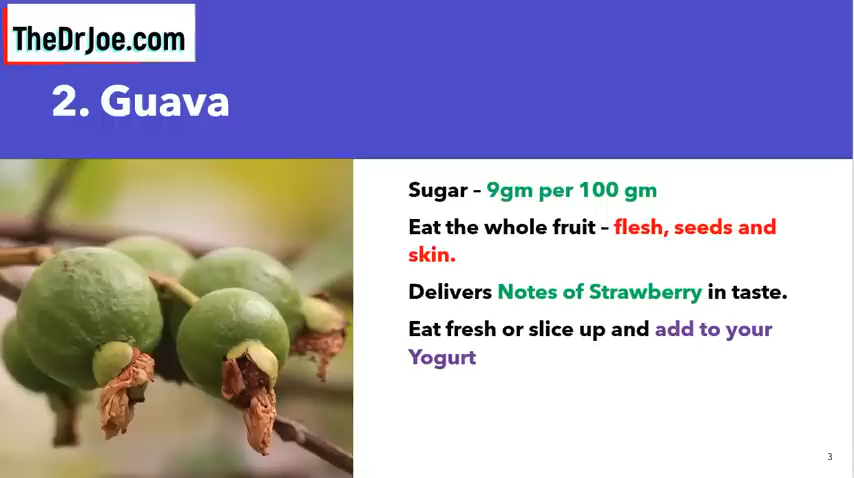 TheDrJoe.com
2. Guava
Sugar – 9gm per 100 gm
Eat the whole fruit – flesh, seeds and
skin.
Delivers Notes of Strawberry in taste.
Eat fresh or slice up and add to your
Yogurt
3